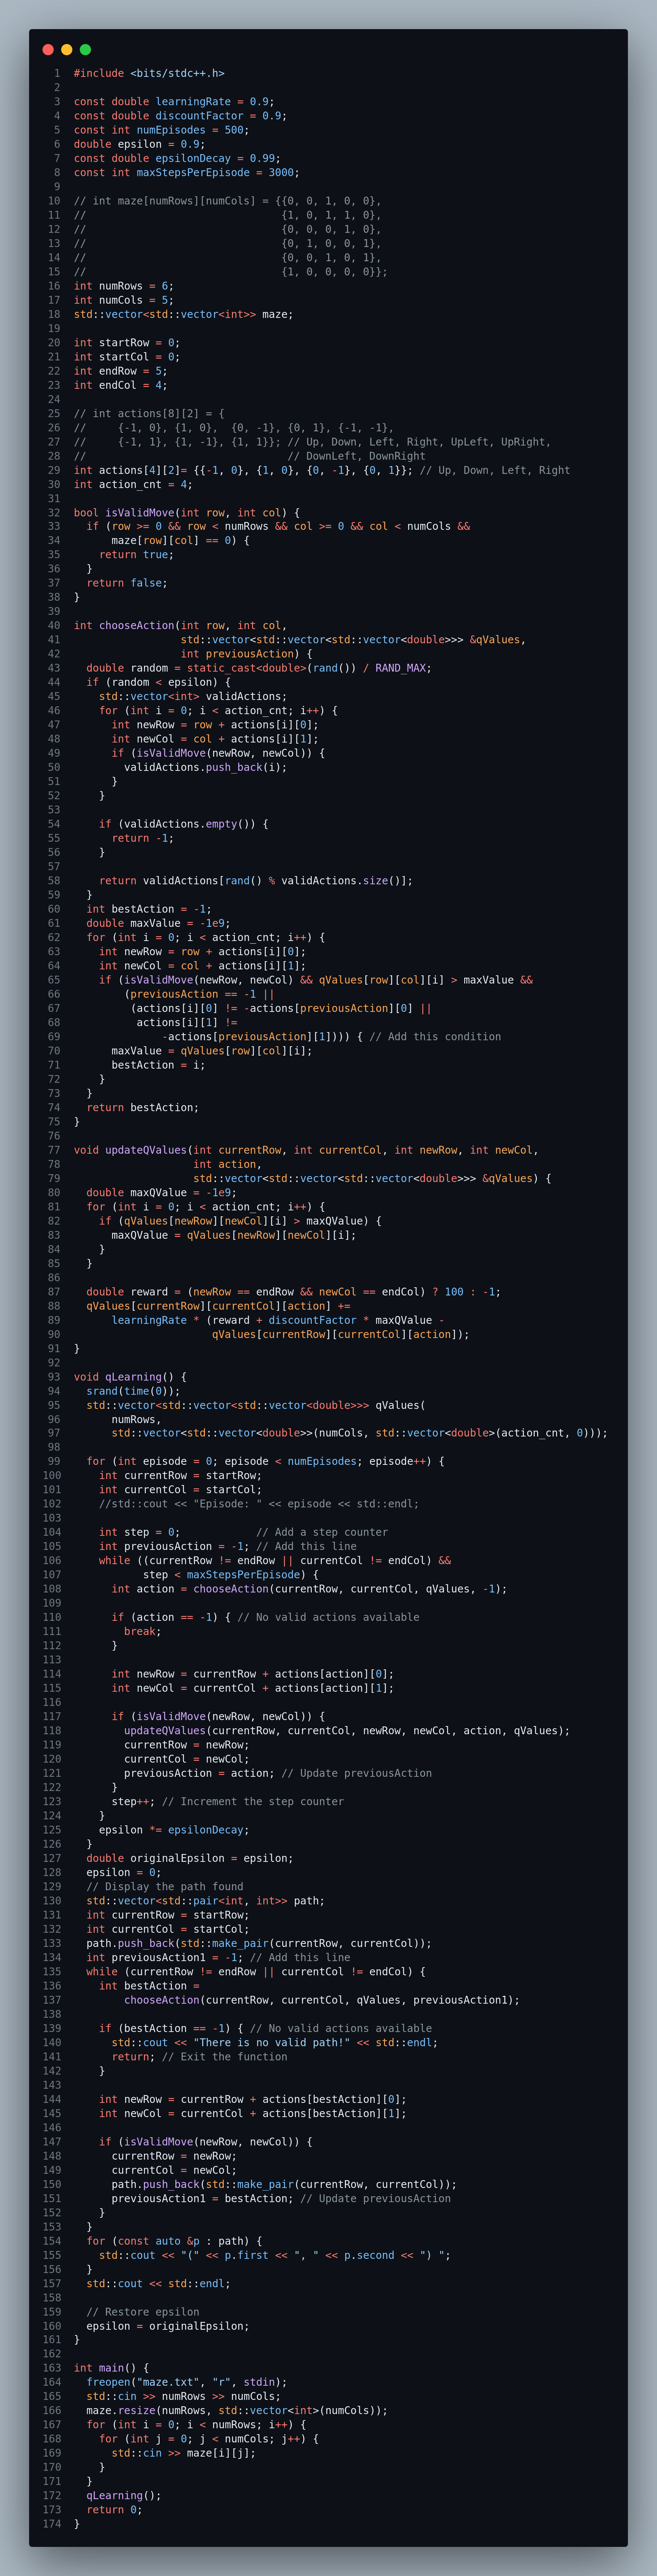 1 #include <bits/stdc++.h>
2
3 const double learningRate = 0.9;
4 const double discountFactor = 0.9;
5 const int numEpisodes = 500;
6 double epsilon = 0.9;
7 const double epsilonDecay = 0.99;
8 const int maxStepsPerEpisode = 3000;
9
10 // int maze[numRows][numCols] = {{0, 0, 1, 0, 0},
11 //                               {1, 0, 1, 1, 0},
12 //                               {0, 0, 0, 1, 0},
13 //                               {0, 1, 0, 0, 1},
14 //                               {0, 0, 1, 0, 1},
15 //                               {1, 0, 0, 0, 0}};
16 int numRows = 6;
17 int numCols = 5;
18 std::vector<std::vector<int>> maze;
19
20 int startRow = 0;
21 int startCol = 0;
22 int endRow = 5;
23 int endCol = 4;
24
25 // int actions[8][2] = {
26 //     {-1, 0}, {1, 0},  {0, -1}, {0, 1}, {-1, -1},
27 //     {-1, 1}, {1, -1}, {1, 1}}; // Up, Down, Left, Right, UpLeft, UpRight,
28 //                                // DownLeft, DownRight
29 int actions[4][2]= {{-1, 0}, {1, 0}, {0, -1}, {0, 1}}; // Up, Down, Left, Right
30 int action_cnt = 4;
31
32 bool isValidMove(int row, int col) {
33   if (row >= 0 && row < numRows && col >= 0 && col < numCols &&
34       maze[row][col] == 0) {
35     return true;
36   }
37   return false;
38 }
39
40 int chooseAction(int row, int col,
41                  std::vector<std::vector<std::vector<double>>> &qValues,
42                  int previousAction) {
43   double random = static_cast<double>(rand()) / RAND_MAX;
44   if (random < epsilon) {
45     std::vector<int> validActions;
46     for (int i = 0; i < action_cnt; i++) {
47       int newRow = row + actions[i][0];
48       int newCol = col + actions[i][1];
49       if (isValidMove(newRow, newCol)) {
50         validActions.push_back(i);
51       }
52     }
53
54     if (validActions.empty()) {
55       return -1;
56     }
57
58     return validActions[rand() % validActions.size()];
59   }
60   int bestAction = -1;
61   double maxValue = -1e9;
62   for (int i = 0; i < action_cnt; i++) {
63     int newRow = row + actions[i][0];
64     int newCol = col + actions[i][1];
65     if (isValidMove(newRow, newCol) && qValues[row][col][i] > maxValue &&
66         (previousAction == -1 ||
67          (actions[i][0] != -actions[previousAction][0] ||
68           actions[i][1] !=
69               -actions[previousAction][1]))) { // Add this condition
70       maxValue = qValues[row][col][i];
71       bestAction = i;
72     }
73   }
74   return bestAction;
75 }
76
77 void updateQValues(int currentRow, int currentCol, int newRow, int newCol,
78                    int action,
79                    std::vector<std::vector<std::vector<double>>> &qValues) {
80   double maxQValue = -1e9;
81   for (int i = 0; i < action_cnt; i++) {
82     if (qValues[newRow][newCol][i] > maxQValue) {
83       maxQValue = qValues[newRow][newCol][i];
84     }
85   }
86
87   double reward = (newRow == endRow && newCol == endCol) ? 100 : -1;
88   qValues[currentRow][currentCol][action] +=
89       learningRate * (reward + discountFactor * maxQValue -
90                       qValues[currentRow][currentCol][action]);
91 }
92
93 void qLearning() {
94   srand(time(0));
95   std::vector<std::vector<std::vector<double>>> qValues(
96       numRows,
97       std::vector<std::vector<double>>(numCols, std::vector<double>(action_cnt, 0)));
98
99   for (int episode = 0; episode < numEpisodes; episode++) {
100     int currentRow = startRow;
101     int currentCol = startCol;
102     //std::cout << "Episode: " << episode << std::endl;
103
104     int step = 0;            // Add a step counter
105     int previousAction = -1; // Add this line
106     while ((currentRow != endRow || currentCol != endCol) &&
107            step < maxStepsPerEpisode) {
108       int action = chooseAction(currentRow, currentCol, qValues, -1);
109
110       if (action == -1) { // No valid actions available
111         break;
112       }
113
114       int newRow = currentRow + actions[action][0];
115       int newCol = currentCol + actions[action][1];
116
117       if (isValidMove(newRow, newCol)) {
118         updateQValues(currentRow, currentCol, newRow, newCol, action, qValues);
119         currentRow = newRow;
120         currentCol = newCol;
121         previousAction = action; // Update previousAction
122       }
123       step++; // Increment the step counter
124     }
125     epsilon *= epsilonDecay;
126   }
127   double originalEpsilon = epsilon;
128   epsilon = 0;
129   // Display the path found
130   std::vector<std::pair<int, int>> path;
131   int currentRow = startRow;
132   int currentCol = startCol;
133   path.push_back(std::make_pair(currentRow, currentCol));
134   int previousAction1 = -1; // Add this line
135   while (currentRow != endRow || currentCol != endCol) {
136     int bestAction =
137         chooseAction(currentRow, currentCol, qValues, previousAction1);
138
139     if (bestAction == -1) { // No valid actions available
140       std::cout << "There is no valid path!" << std::endl;
141       return; // Exit the function
142     }
143
144     int newRow = currentRow + actions[bestAction][0];
145     int newCol = currentCol + actions[bestAction][1];
146
147     if (isValidMove(newRow, newCol)) {
148       currentRow = newRow;
149       currentCol = newCol;
150       path.push_back(std::make_pair(currentRow, currentCol));
151       previousAction1 = bestAction; // Update previousAction
152     }
153   }
154   for (const auto &p : path) {
155     std::cout << "(" << p.first << ", " << p.second << ") ";
156   }
157   std::cout << std::endl;
158
159   // Restore epsilon
160   epsilon = originalEpsilon;
161 }
162
163 int main() {
164   freopen("maze.txt", "r", stdin);
165   std::cin >> numRows >> numCols;
166   maze.resize(numRows, std::vector<int>(numCols));
167   for (int i = 0; i < numRows; i++) {
168     for (int j = 0; j < numCols; j++) {
169       std::cin >> maze[i][j];
170     }
171   }
172   qLearning();
173   return 0;
174 }